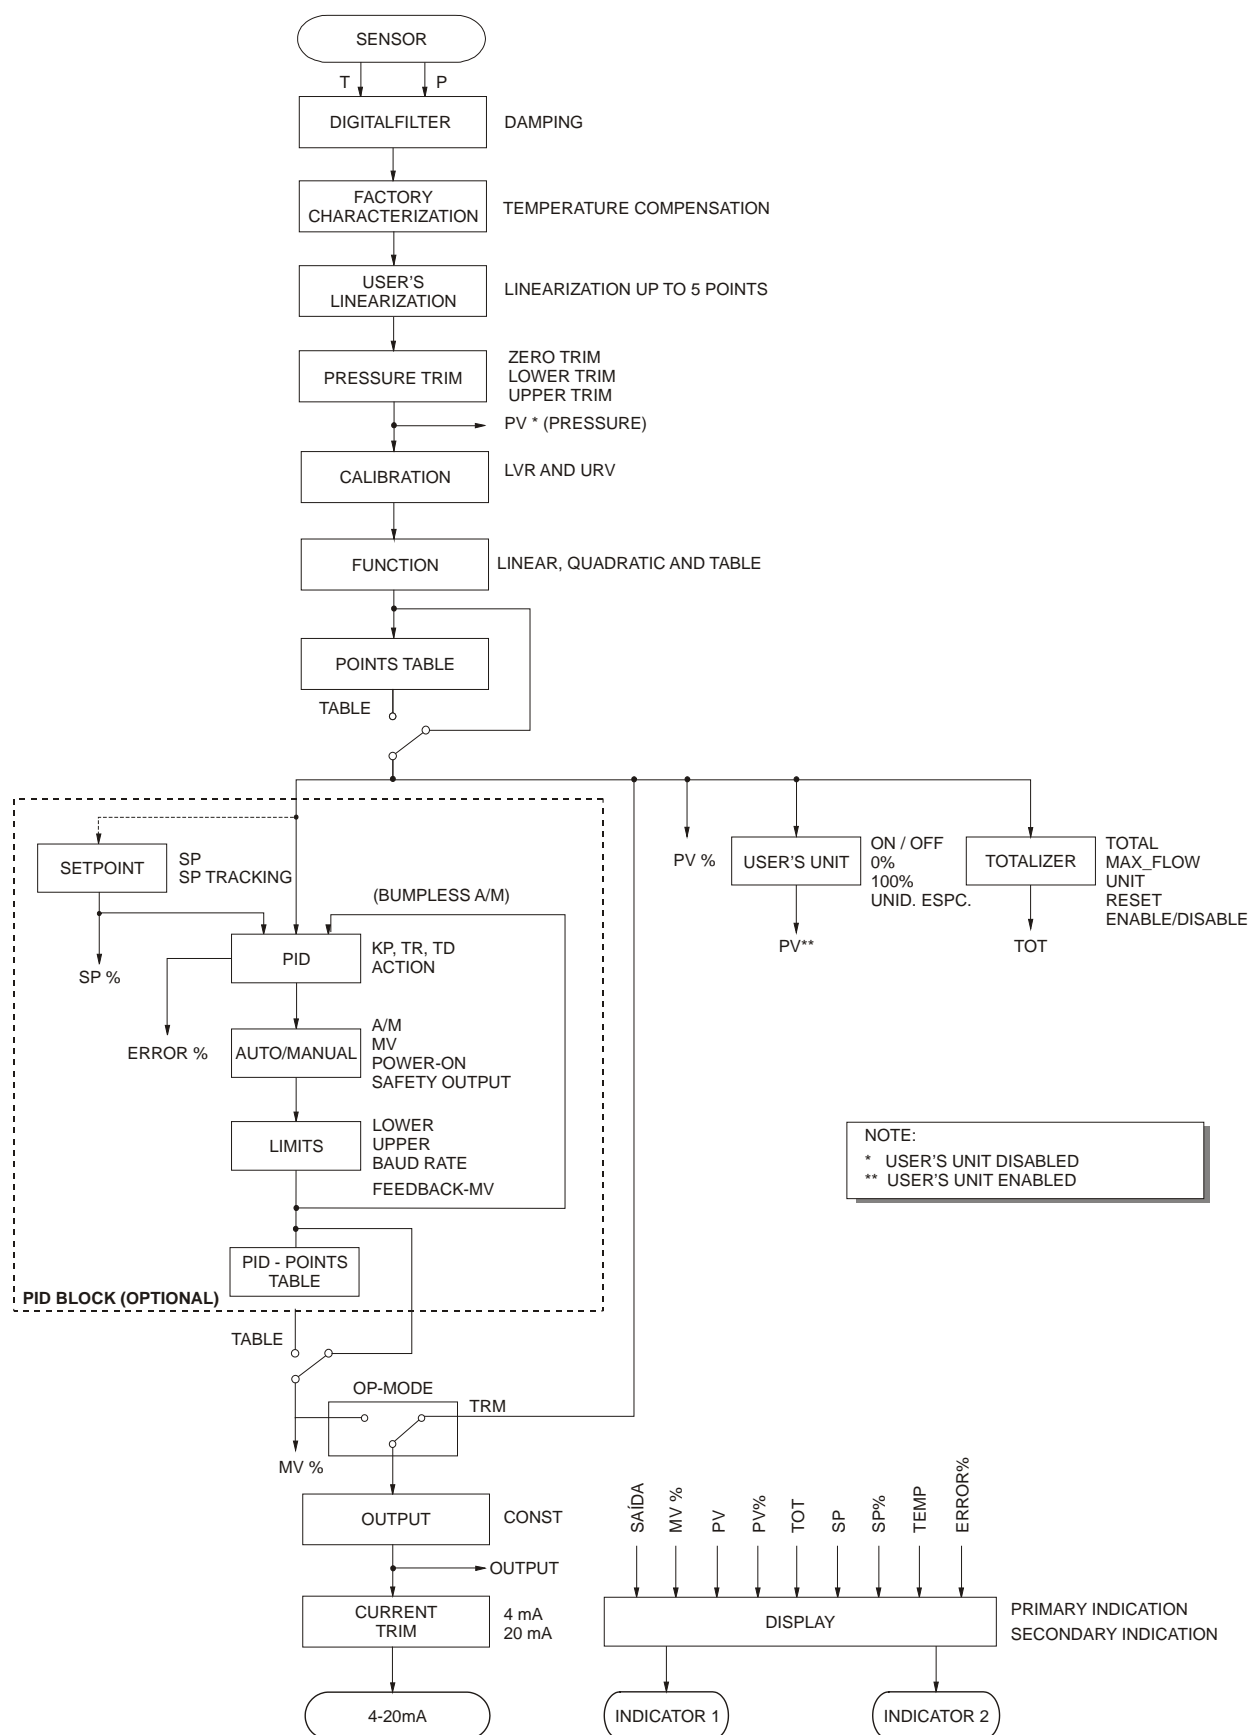 SENSOR
T
P
DIGITALFILTER
DAMPING
FACTORY
CHARACTERIZATION
TEMPERATURE COMPENSATION
USER'S
LINEARIZATION
LINEARIZATION UP TO 5 POINTS
PRESSURE TRIM
ZERO TRIM
LOWER TRIM
UPPER TRIM
PV * (PRESSURE)
CALIBRATION
LVR AND URV
FUNCTION
LINEAR, QUADRATIC AND TABLE
POINTS TABLE
TABLE
SETPOINT
SP
SP TRACKING
(BUMPLESS A/M)
SP %
PID
KP, TR, TD
ACTION
ERROR %
AUTO/MANUAL
A/M
MV
POWER-ON
SAFETY OUTPUT
LIMITS
LOWER
UPPER
BAUD RATE
FEEDBACK-MV
PID - POINTS
TABLE
PID BLOCK (OPTIONAL)
PV %
USER'S UNIT
ON / OFF
0%
100%
UNID. ESPC.
PV**
TOTALIZER
TOTAL
MAX_FLOW
UNIT
RESET
ENABLE/DISABLE
TOT
NOTE:
* USER'S UNIT DISABLED
** USER'S UNIT ENABLED
TABLE
OP-MODE
TRM
MV %
OUTPUT
CONST
OUTPUT
CURRENT
TRIM
4 mA
20 mA
4-20mA
SAÍDA
MV %
PV
PV%
TOT
SP
SP%
TEMP
ERROR%
DISPLAY
PRIMARY INDICATION
SECONDARY INDICATION
INDICATOR 1
INDICATOR 2